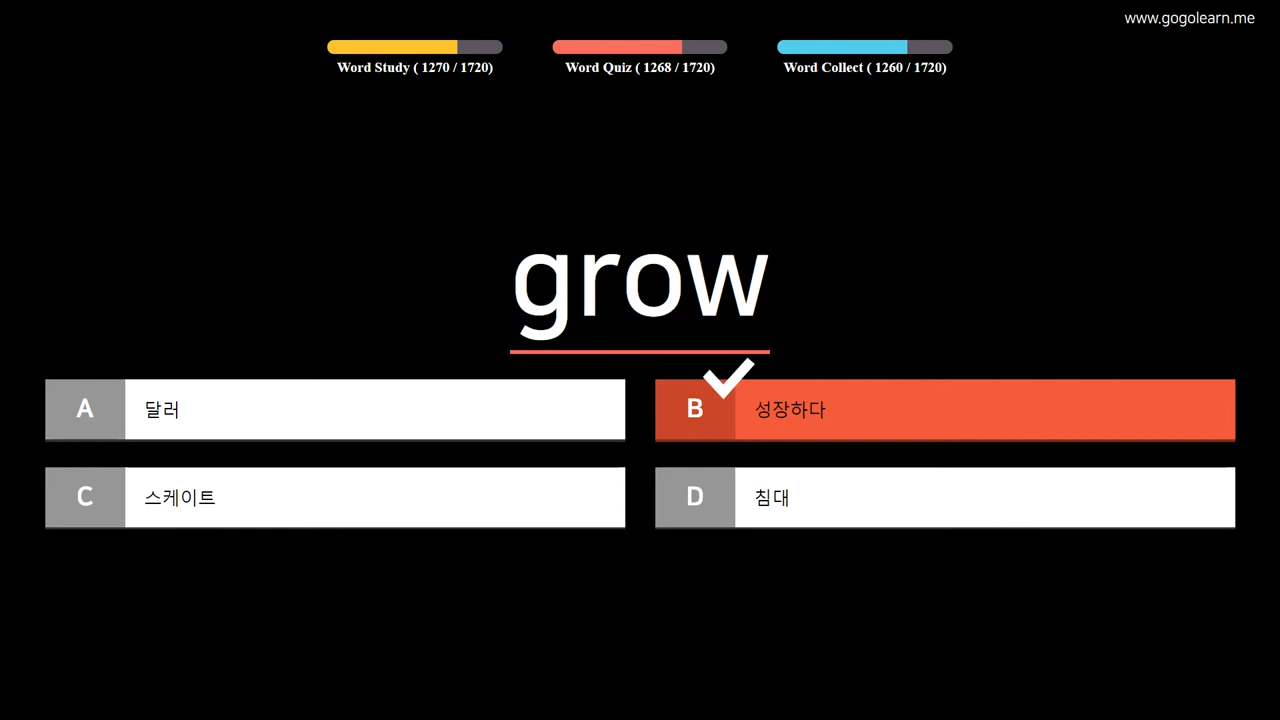 www.gogolearn.me
Word Study ( 1270 / 1720)
Word Quiz ( 1268 / 1720)
Word Collect ( 1260 / 1720)
grow
A 달러
B 성장하다
C 스케이트
D 침대